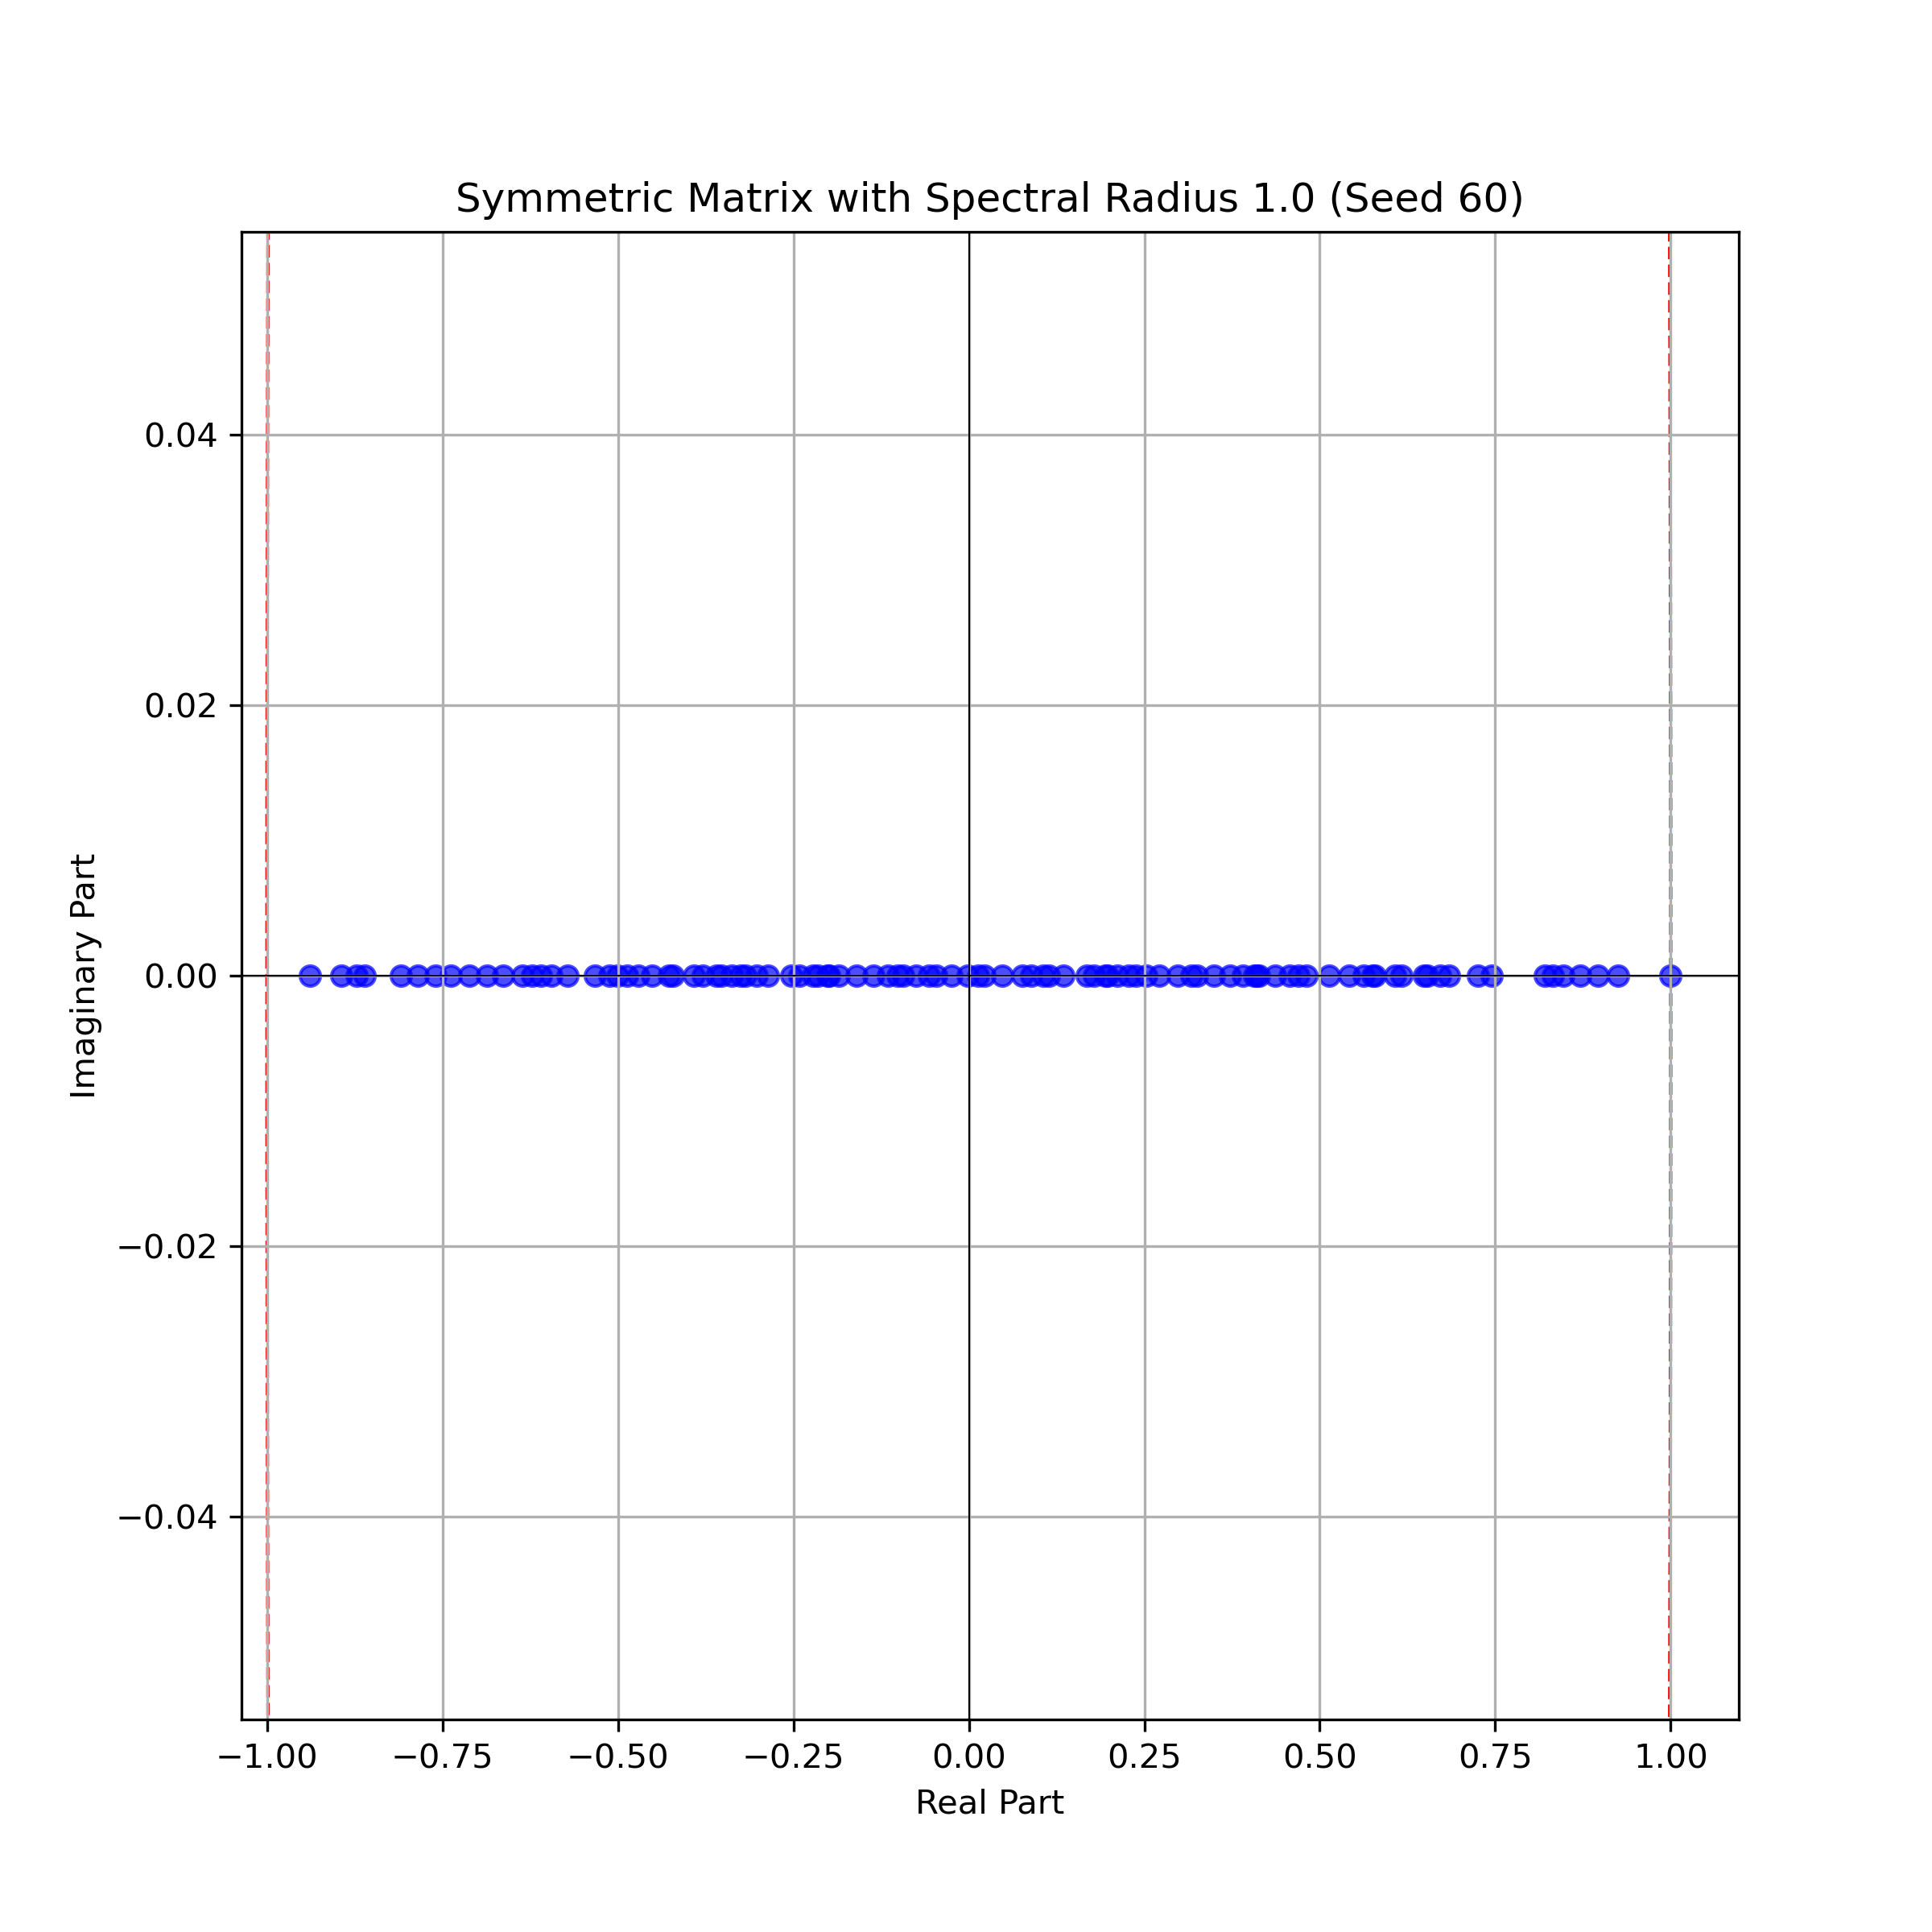 Symmetric Matrix with Spectral Radius 1.0 (Seed 60)
0.04
0.02
0.00
−0.02
−0.04
Imaginary Part
−1.00 −0.75 −0.50 −0.25 0.00 0.25 0.50 0.75 1.00
Real Part